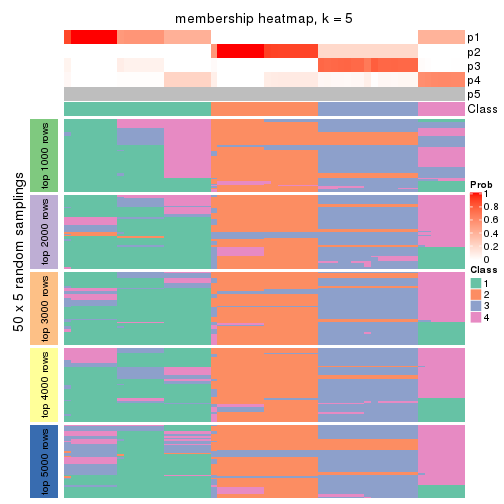 membership heatmap, k = 5
p1
p2
p3
p4
p5
Class
50 x 5 random samplings
top 1000 rows
top 2000 rows
top 3000 rows
top 4000 rows
top 5000 rows
Prob
1
0.8
0.6
0.4
0.2
0
Class
1
2
3
4